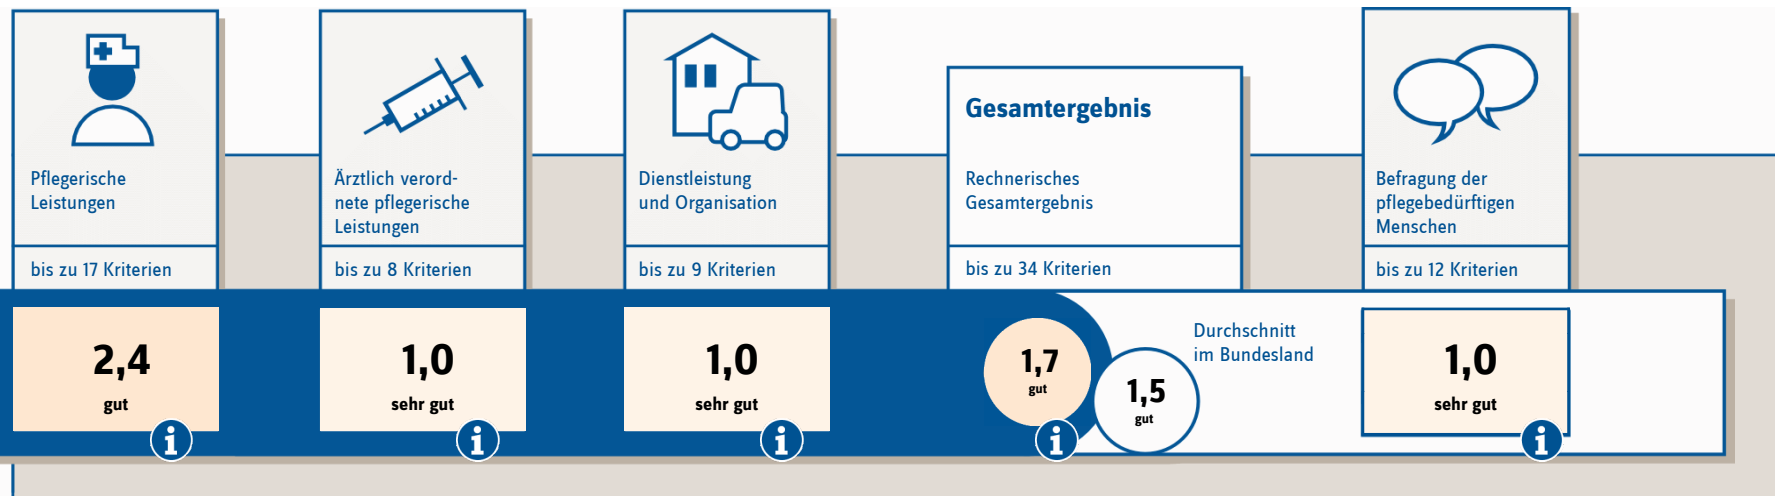 Pflegerische
Leistungen
bis zu 17 Kriterien
2,4
gut
i
Ärztlich verord-
nete pflegerische
Leistungen
bis zu 8 Kriterien
1,0
sehr gut
i
Dienstleistung
und Organisation
bis zu 9 Kriterien
1,0
sehr gut
i
Gesamtergebnis
Rechnerisches
Gesamtergebnis
bis zu 34 Kriterien
1,7
gut
i
1,5
gut
Durchschnitt
im Bundesland
Befragung der
pflegebedürftigen
Menschen
bis zu 12 Kriterien
1,0
sehr gut
i